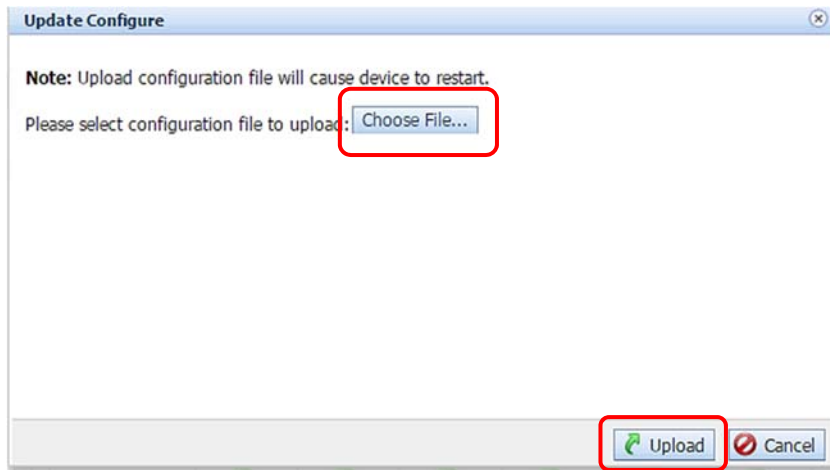 Update Configure
Note: Upload configuration file will cause device to restart.
Please select configuration file to upload: Choose File...
Upload Cancel